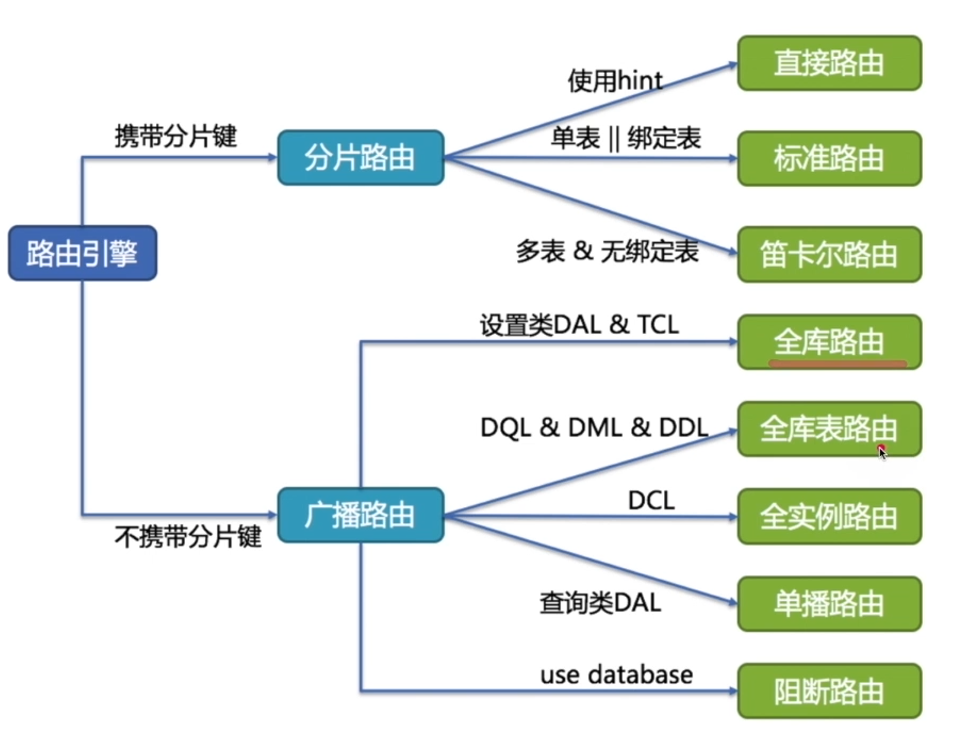 使用hint
直接路由
携带分片键
单表 || 绑定表
分片路由
标准路由
路由引擎
多表 & 无绑定表
笛卡尔路由
设置类DAL & TCL
全库路由
DQL & DML & DDL
全库表路由
广播路由
DCL
全实例路由
不携带分片键
查询类DAL
单播路由
use database
阻断路由